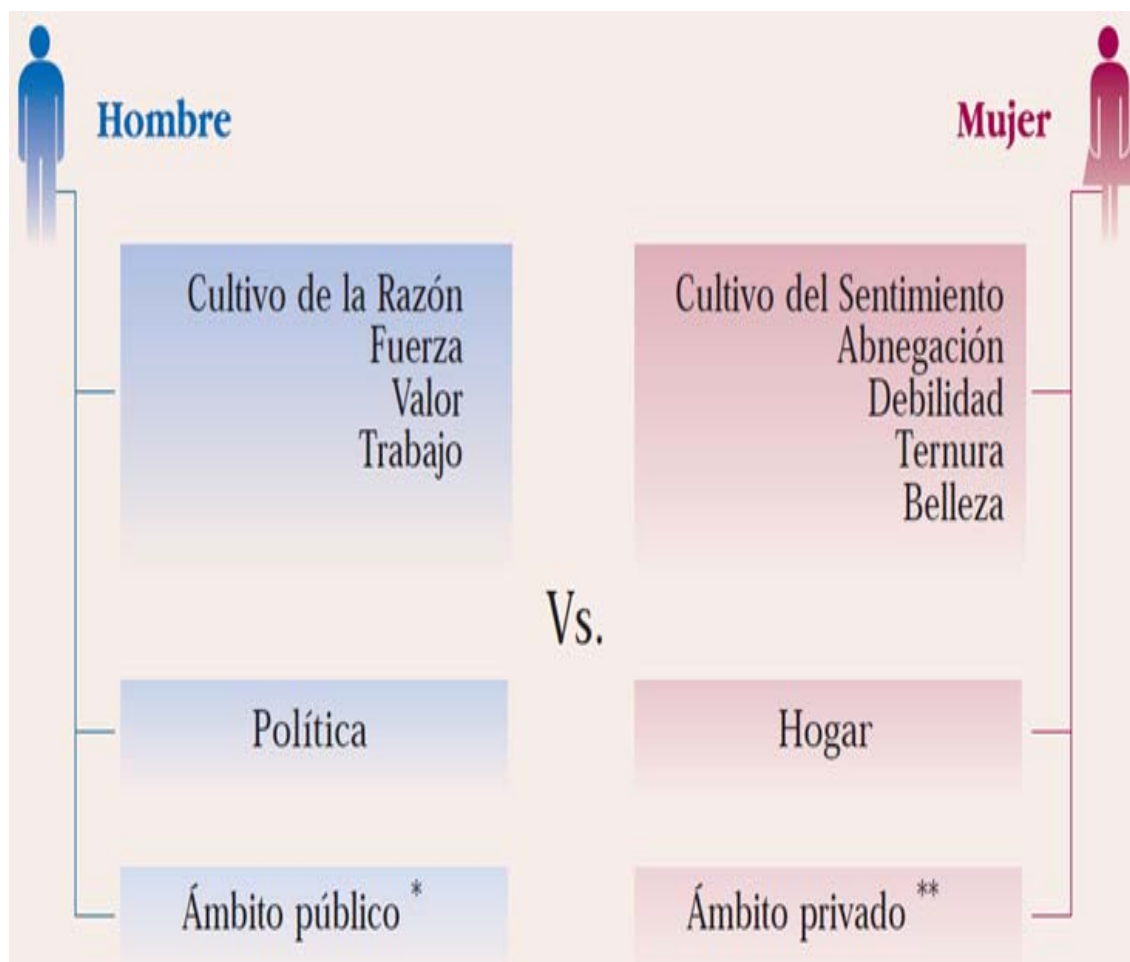 Hombre
Mujer
Cultivo de la Razón
Fuerza
Valor
Trabajo
Cultivo del Sentimiento
Abnegación
Debilidad
Ternura
Belleza
Vs.
Política
Hogar
Ámbito público *
Ámbito privado **